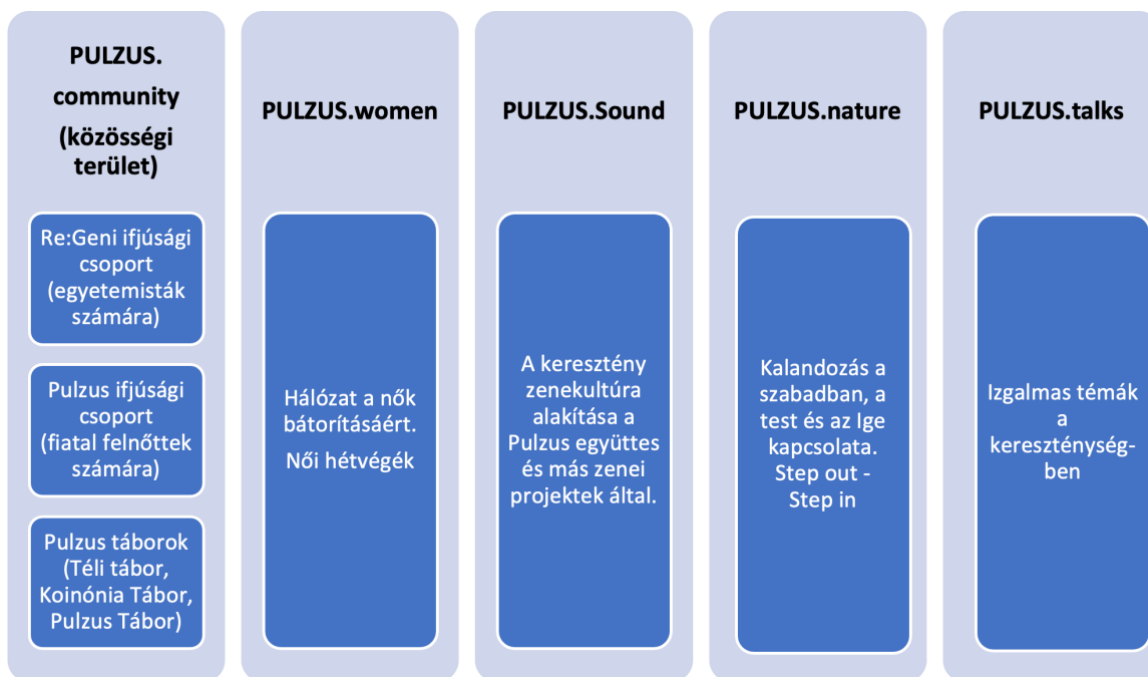 PULZUS.
community
(közösségi
terület)
Re:Geni ifjúsági
csoport
(egyetemisták
számára)
Pulzus ifjúsági
csoport
(fiatal felnőttek
számára)
Pulzus táborok
(Téli tábor,
Koinónia Tábor,
Pulzus Tábor)
PULZUS.women
Hálózat a nők
bátorításáért.
Női hétvégék
PULZUS.Sound
A keresztény
zenekultúra
alakítása a
Pulzus együttes
és más zenei
projektek által.
PULZUS.nature
Kalandozás a
szabadban, a
test és az Ige
kapcsolata.
Step out -
Step in
PULZUS.talks
Izgalmas témák
a
kereszténység-
ben